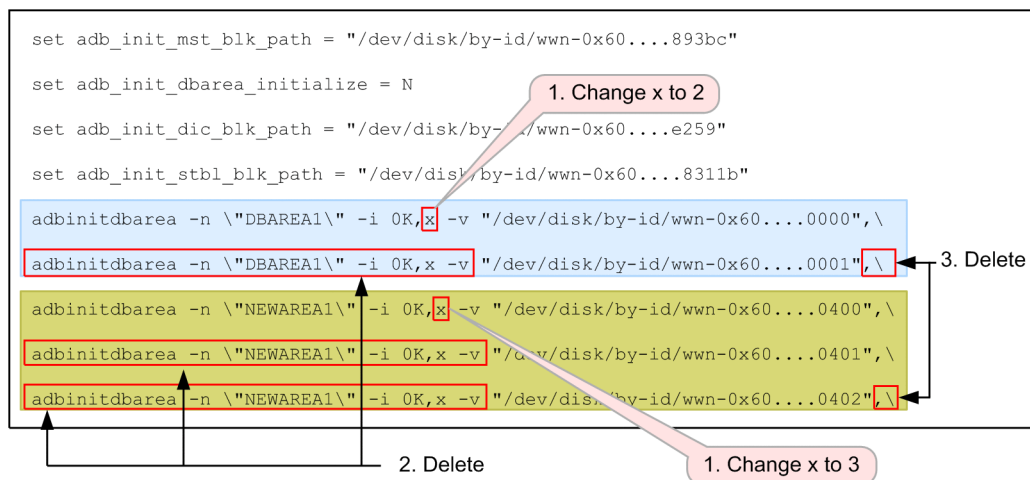 set adb_init_mst_blk_path = "/dev/disk/by-id/wwn-0x60....893bc"
set adb_init_dbarea_initialize = N
1. Change x to 2
set adb_init_dic_blk_path = "/dev/disk/by-id/wwn-0x60....e259"
set adb_init_stbl_blk_path = "/dev/disk/by-id/wwn-0x60....8311b"
adbinitdbarea -n \"DBAREA1\" -i 0K,x -v "/dev/disk/by-id/wwn-0x60....0000",\
adbinitdbarea -n \"DBAREA1\" -i 0K,x -v "/dev/disk/by-id/wwn-0x60....0001",\
3. Delete
adbinitdbarea -n \"NEWAREA1\" -i 0K,x -v "/dev/disk/by-id/wwn-0x60....0400",\
adbinitdbarea -n \"NEWAREA1\" -i 0K,x -v "/dev/disk/by-id/wwn-0x60....0401",\
adbinitdbarea -n \"NEWAREA1\" -i 0K,x -v "/dev/disk/by-id/wwn-0x60....0402",\
2. Delete
1. Change x to 3